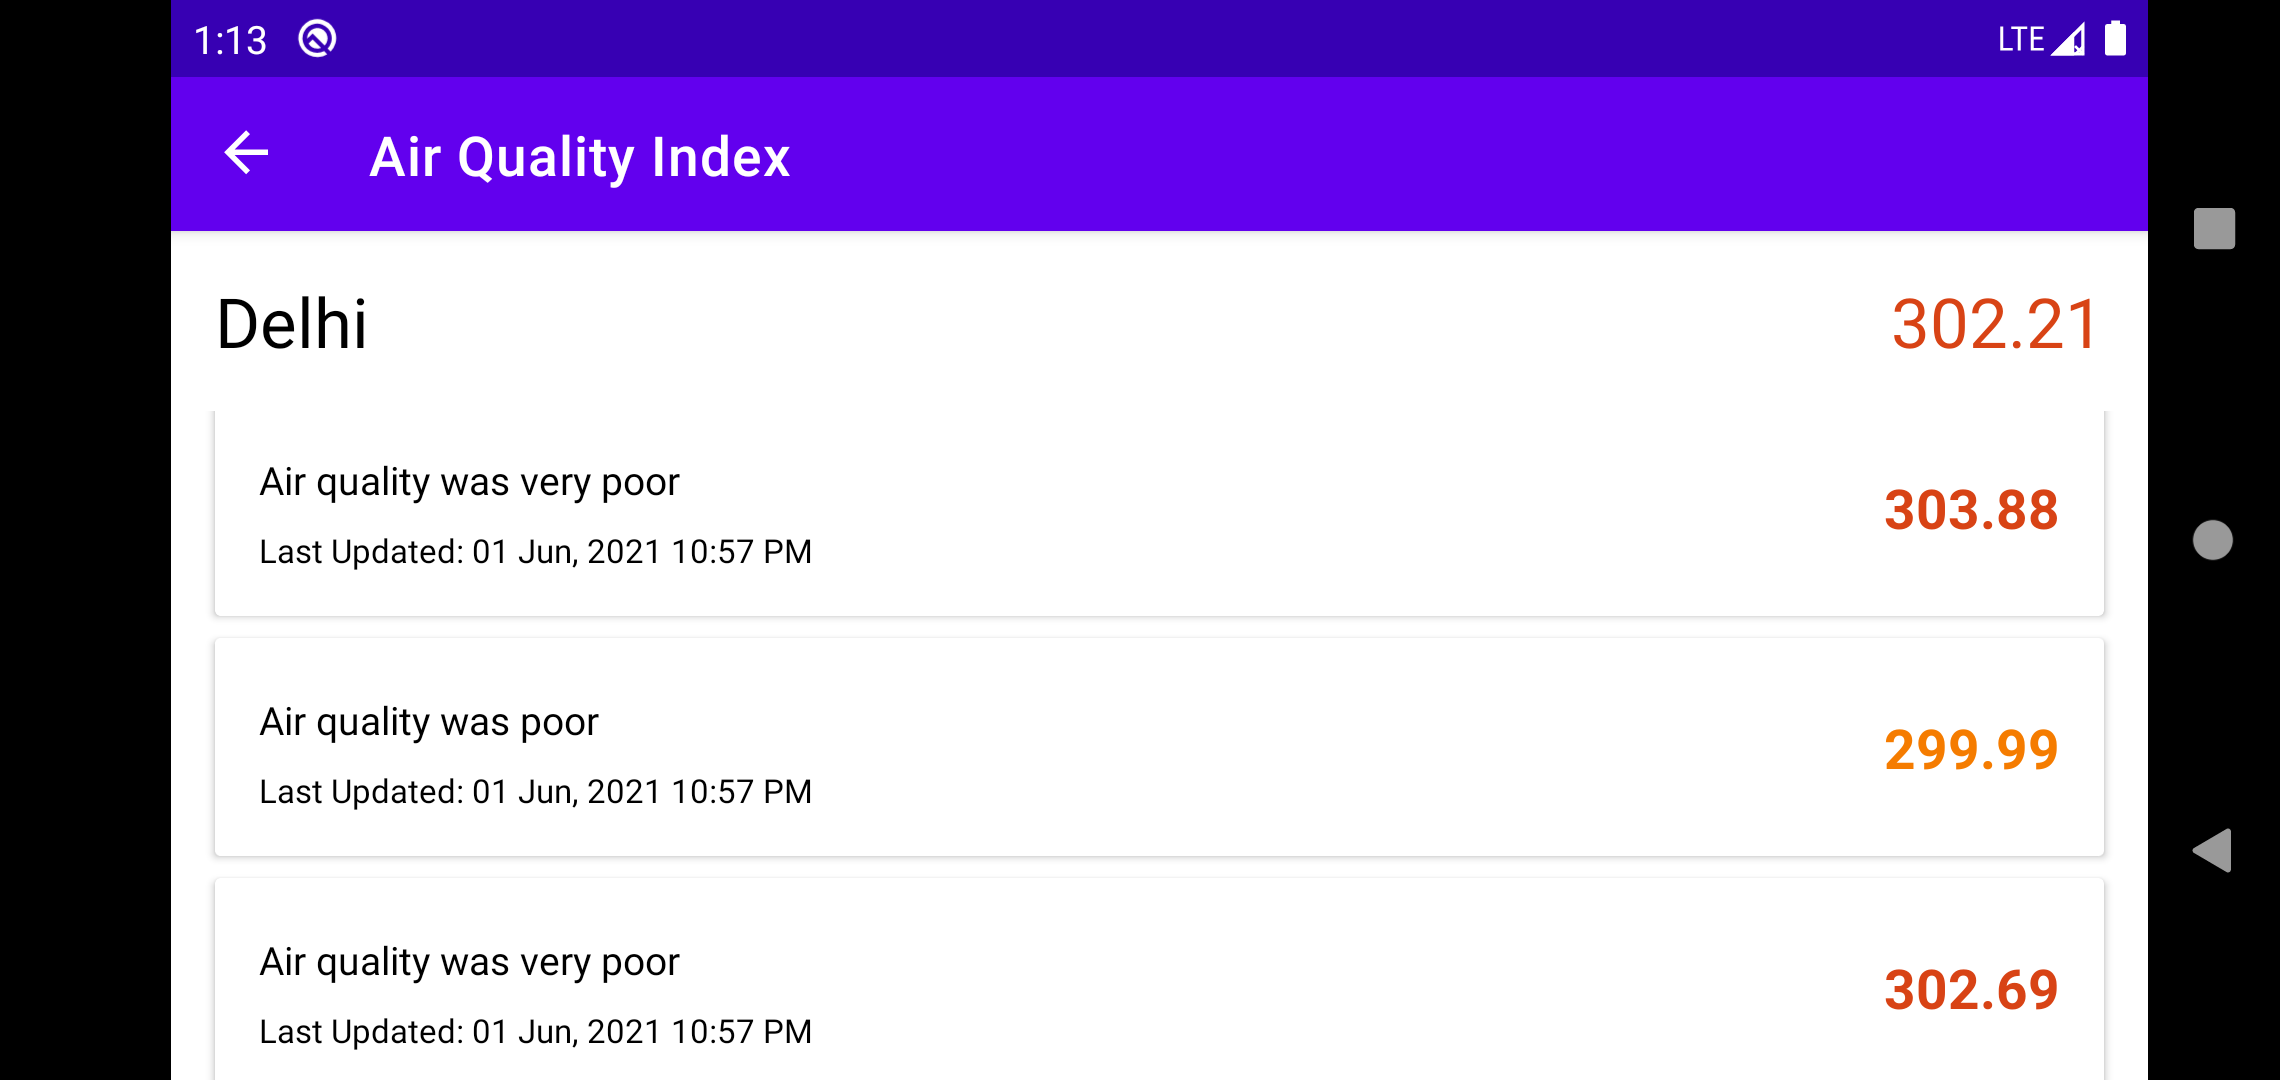 1:13
LTE
Air Quality Index
Delhi
302.21
Air quality was very poor
303.88
Last Updated: 01 Jun, 2021 10:57 PM
Air quality was poor
299.99
Last Updated: 01 Jun, 2021 10:57 PM
Air quality was very poor
302.69
Last Updated: 01 Jun, 2021 10:57 PM